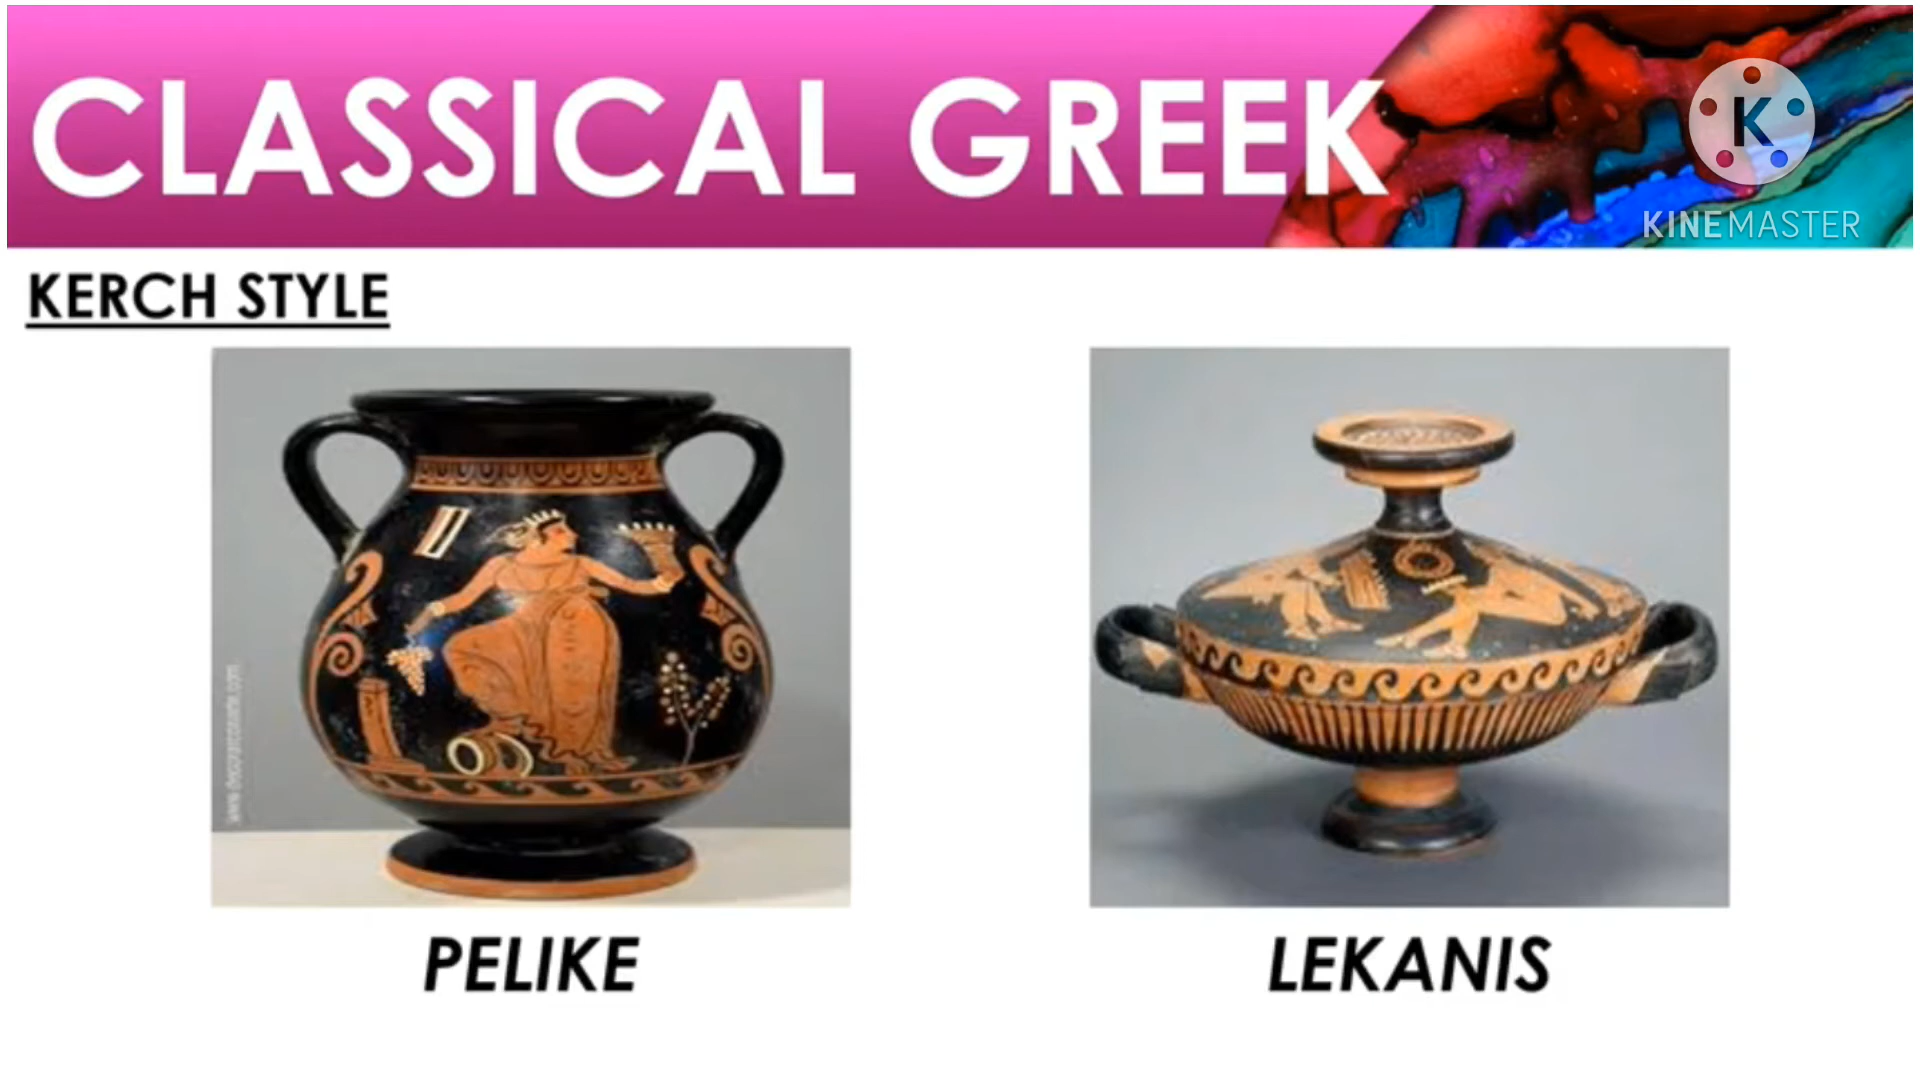 CLASSICAL GREEK
K
KINEMASTER
KERCH STYLE
PELIKE
LEKANIS